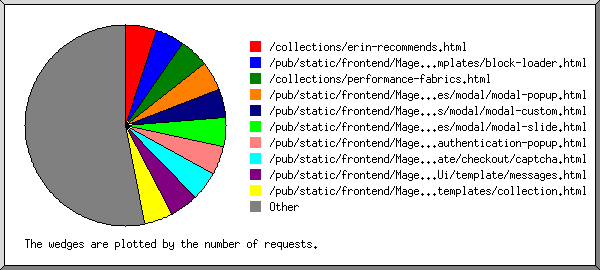 /collections/erin-recommends.html
/pub/static/frontend/Mage...mplates/block-loader.html
/collections/performance-fabrics.html
/pub/static/frontend/Mage...es/modal/modal-popup.html
/pub/static/frontend/Mage...s/modal/modal-custom.html
/pub/static/frontend/Mage...es/modal/modal-slide.html
/pub/static/frontend/Mage...authentication-popup.html
/pub/static/frontend/Mage...ate/checkout/captcha.html
/pub/static/frontend/Mage...Ui/template/messages.html
/pub/static/frontend/Mage...templates/collection.html
Other
The wedges are plotted by the number of requests.